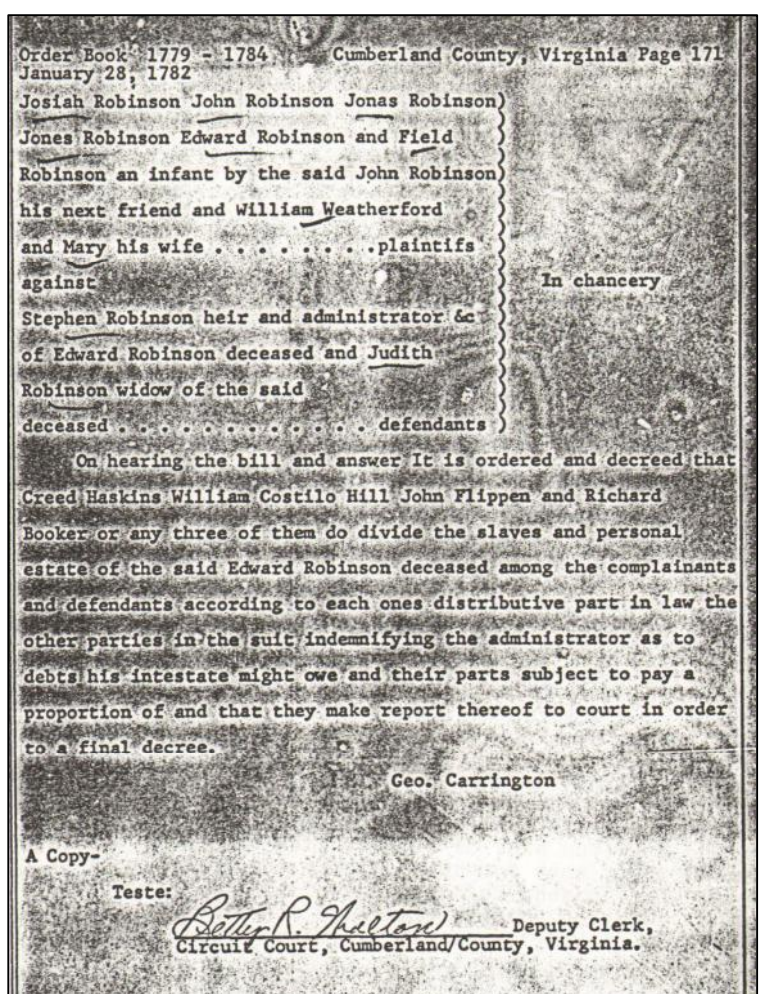 Order Book 1779 - 1784 Cumberland County, Virginia Page 171
January 28, 1782
Josiah Robinson John Robinson Jonas Robinson)
Jones Robinson Edward Robinson and Field
Robinson an infant by the said John Robinson)
his next friend and William Weatherford
and Mary his wife . . . . . . . .plaintifs
against
In chancery
Stephen Robinson heir and administrator &c
of Edward Robinson deceased and Judith
Robinson widow of the said
deceased . . . . . . . . . . . . defendants )
On hearing the bill and answer It is ordered and decreed that
Creed Haskins William Costilo Hill John Flippen and Richard
Booker or any three of them do divide the slaves and personal
estate of the said Edward Robinson deceased among the complainants
and defendants according to each ones distributive part in law the
other parties in the suit indemnifying the administrator as to
debts his intestate might owe and their parts subject to pay a
proportion of and that they make report thereof to court in order
to a final decree.
Geo. Carrington
A Copy-
Teste:
Betty R. Deputy Clerk,
Circuit Court, Cumberland/County, Virginia.